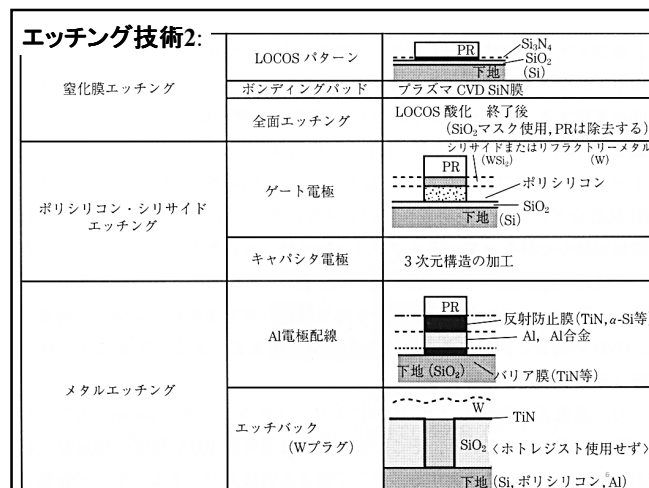 エッチング技術2:
窒化膜エッチング
LOCOS パターン
PR
Si₃N₄
SiO₂
下地 (Si)
ボンディングパッド
プラズマ CVD SiN膜
全面エッチング
LOCOS 酸化 終了後
(SiO₂マスク使用,PRは除去する)
ポリシリコン・シリサイド
エッチング
ゲート電極
シリサイドまたはリフラクトリーメタル
(WSi₂) (W)
PR
ポリシリコン
SiO₂
下地 (Si)
キャパシタ電極
3次元構造の加工
メタルエッチング
Al電極配線
PR
反射防止膜(TiN,α-Si等)
Al, Al合金
下地 (SiO₂)
バリア膜(TiN等)
エッチバック
(Wプラグ)
W
TiN
SiO₂
<ホトレジスト使用せず>
下地 (Si,ポリシリコン,Al)